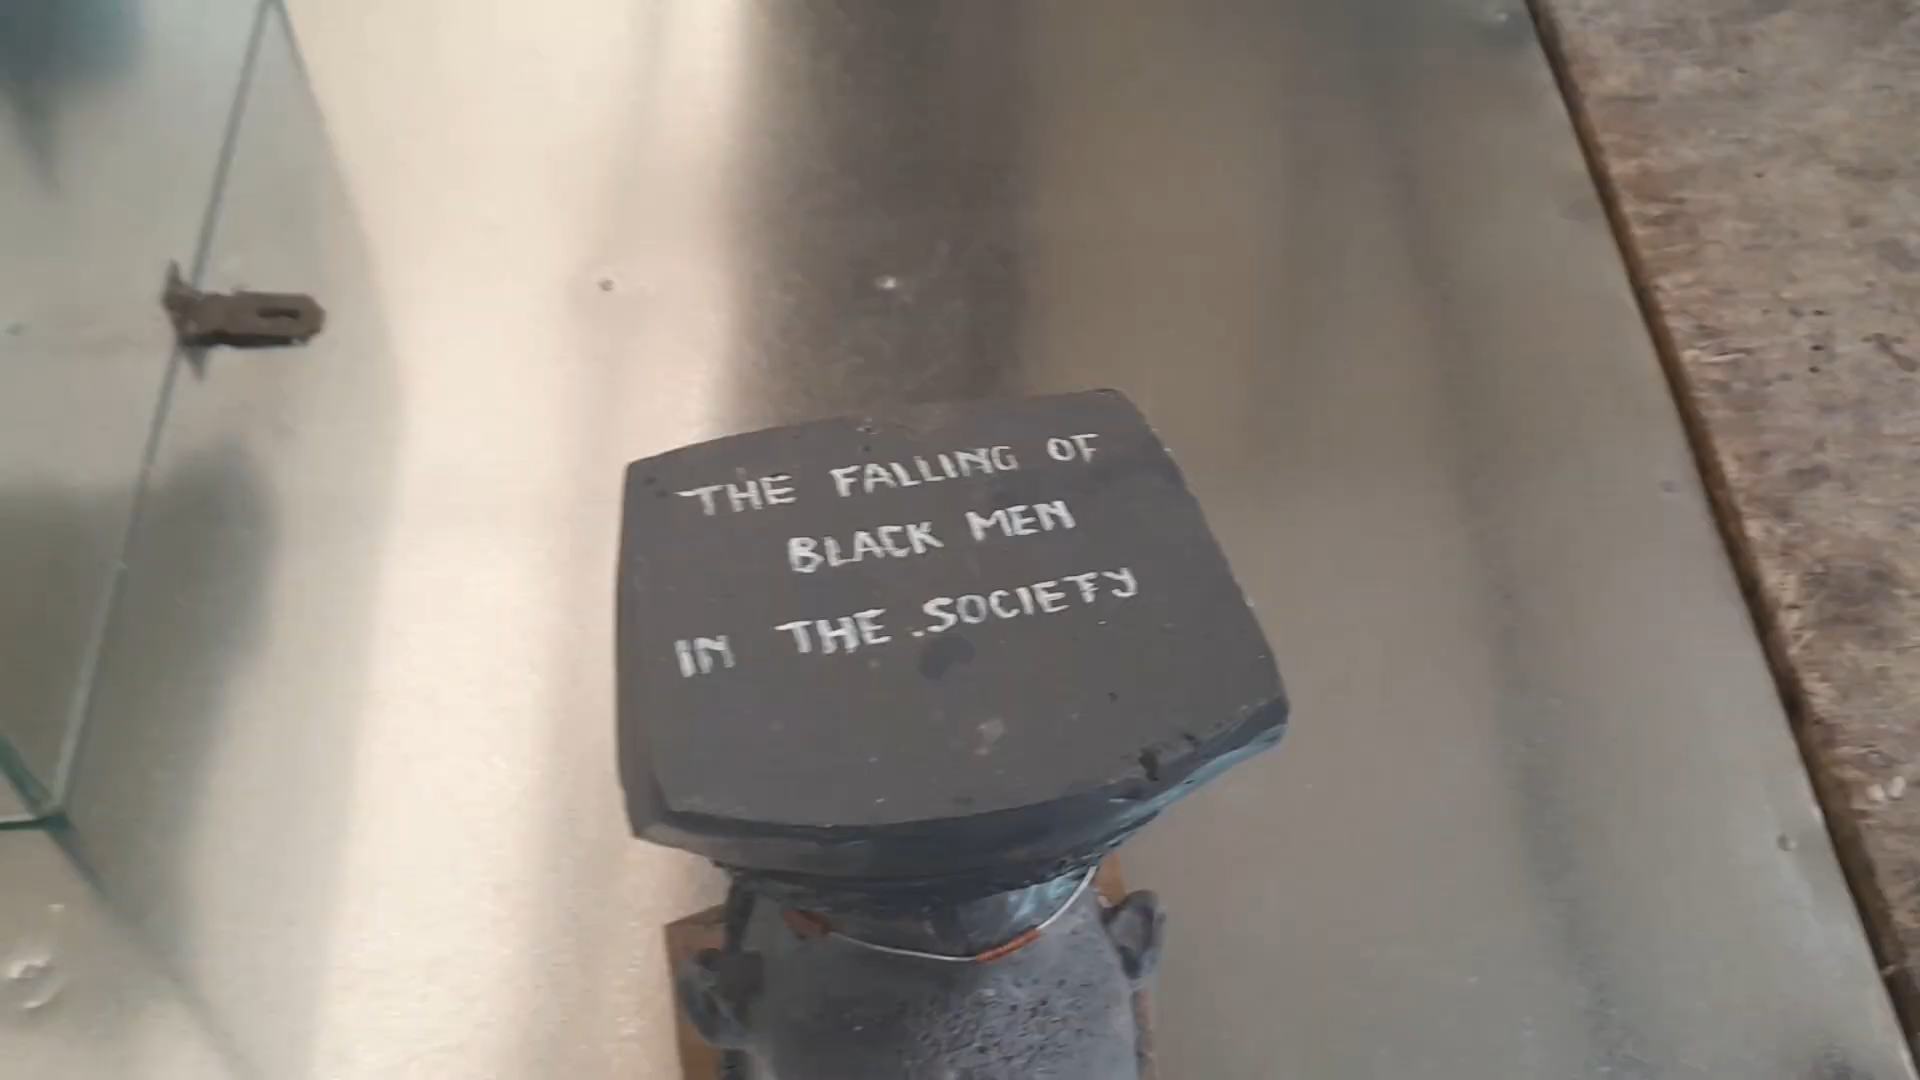 THE FALLING OF
BLACK MEN
IN THE .SOCIETY